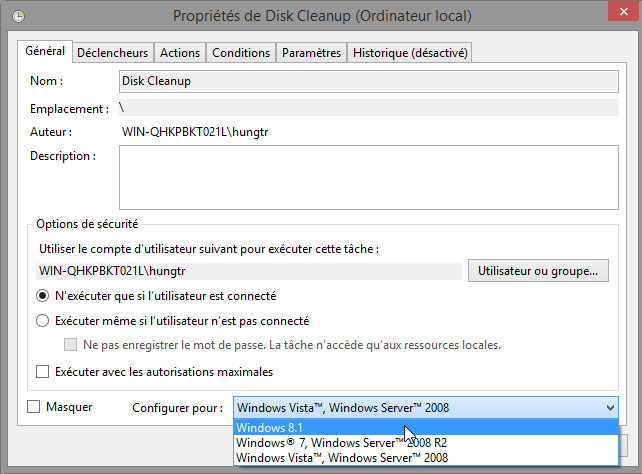 Propriétés de Disk Cleanup (Ordinateur local)
Général Déclencheurs Actions Conditions Paramètres Historique (désactivé)
Nom : Disk Cleanup
Emplacement : \
Auteur : WIN-QHKPBKT021L\hungtr
Description :
Options de sécurité
Utiliser le compte d'utilisateur suivant pour exécuter cette tâche :
WIN-QHKPBKT021L\hungtr Utilisateur ou groupe...
N'exécuter que si l'utilisateur est connecté
Exécuter même si l'utilisateur n'est pas connecté
Ne pas enregistrer le mot de passe. La tâche n'accède qu'aux ressources locales.
Exécuter avec les autorisations maximales
Masquer Configurer pour : Windows Vista™, Windows Server™ 2008
Windows 8.1
Windows® 7, Windows Server™ 2008 R2
Windows Vista™, Windows Server™ 2008